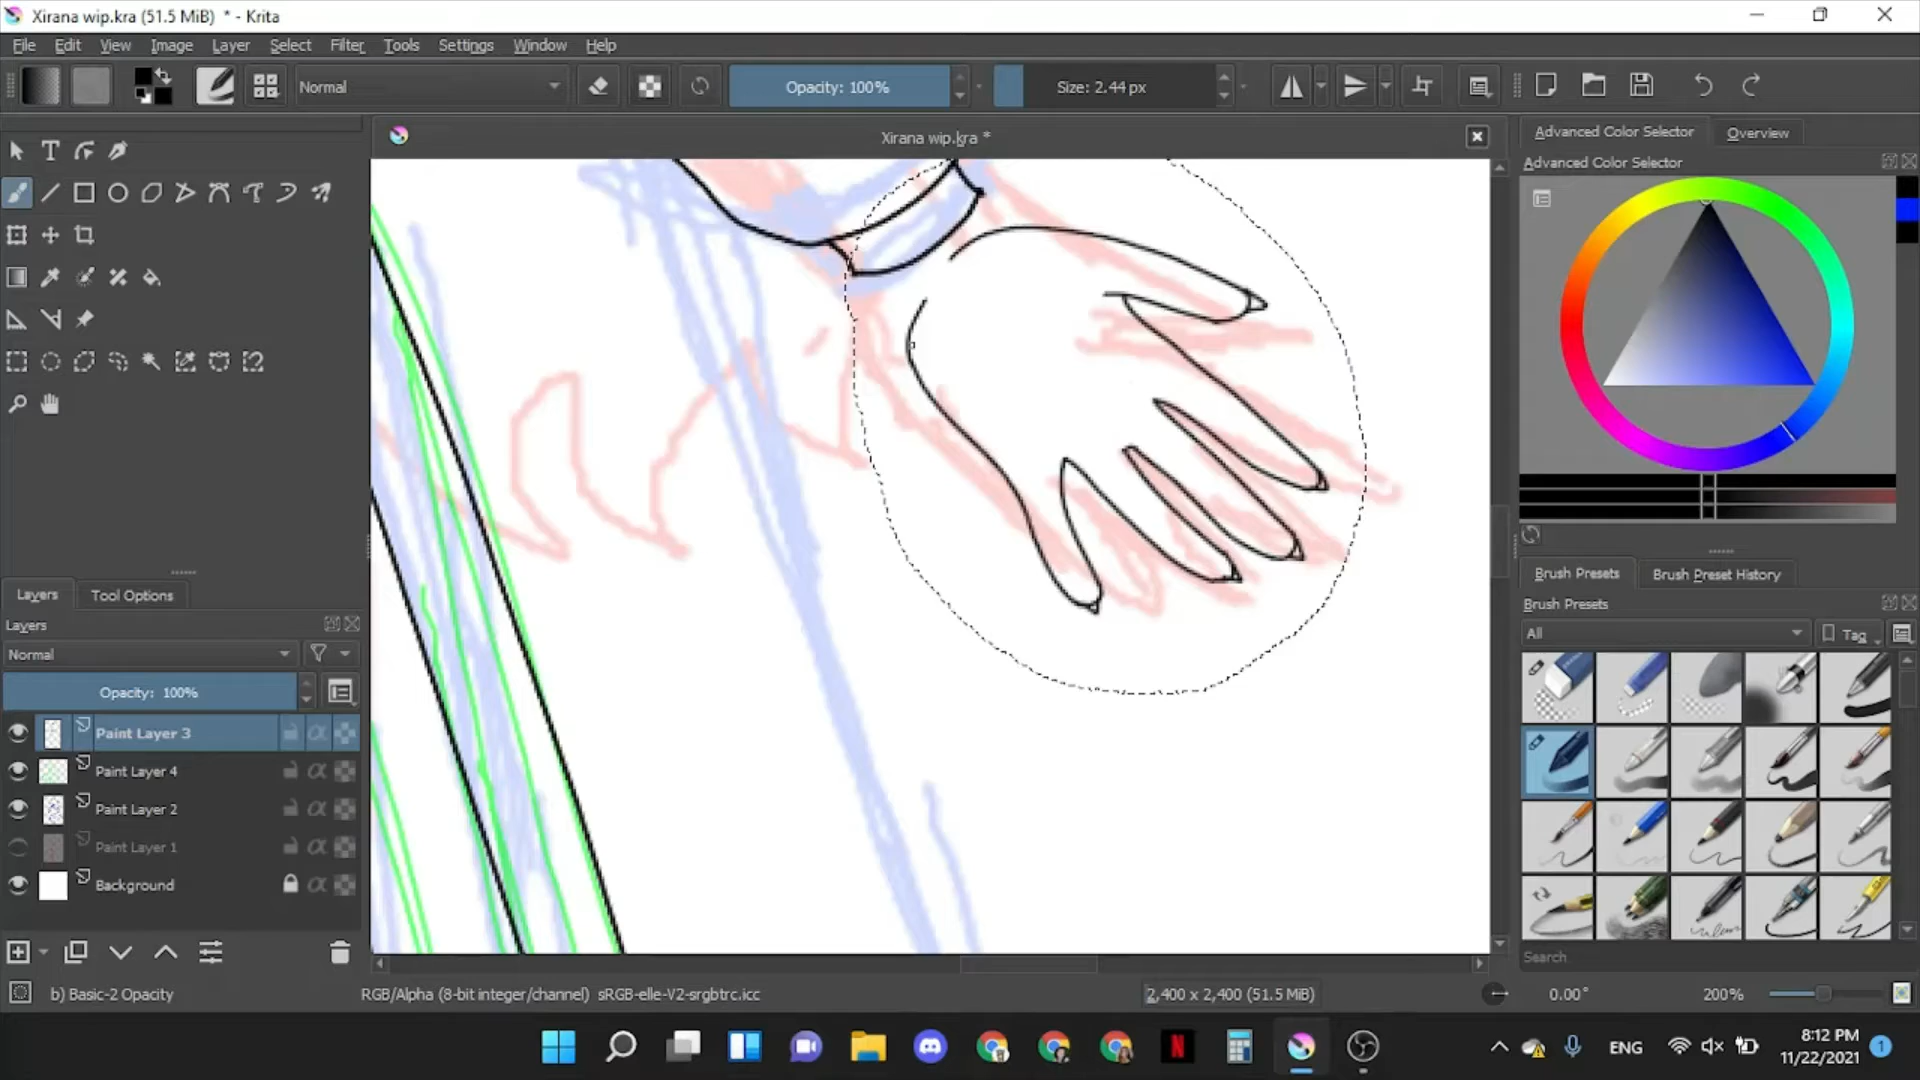 Xirana wip.kra (51.5 MiB) * - Krita
File Edit View Image Layer Select Filter Tools Settings Window Help
Normal
Opacity: 100%
Size: 2.44 px
Xirana wip.kra *
Advanced Color Selector
Overview
Advanced Color Selector
Layers
Tool Options
Layers
Normal
Opacity: 100%
Paint Layer 3
Paint Layer 4
Paint Layer 2
Paint Layer 1
Background
Brush Presets
Brush Preset History
Brush Presets
All
Tag
Search
b) Basic-2 Opacity
RGB/Alpha (8-bit integer/channel) sRGB-elle-V2-srgbtrc.icc
2,400 x 2,400 (51.5 MiB)
0.00°
200%
N
ENG
8:12 PM
11/22/2021
1